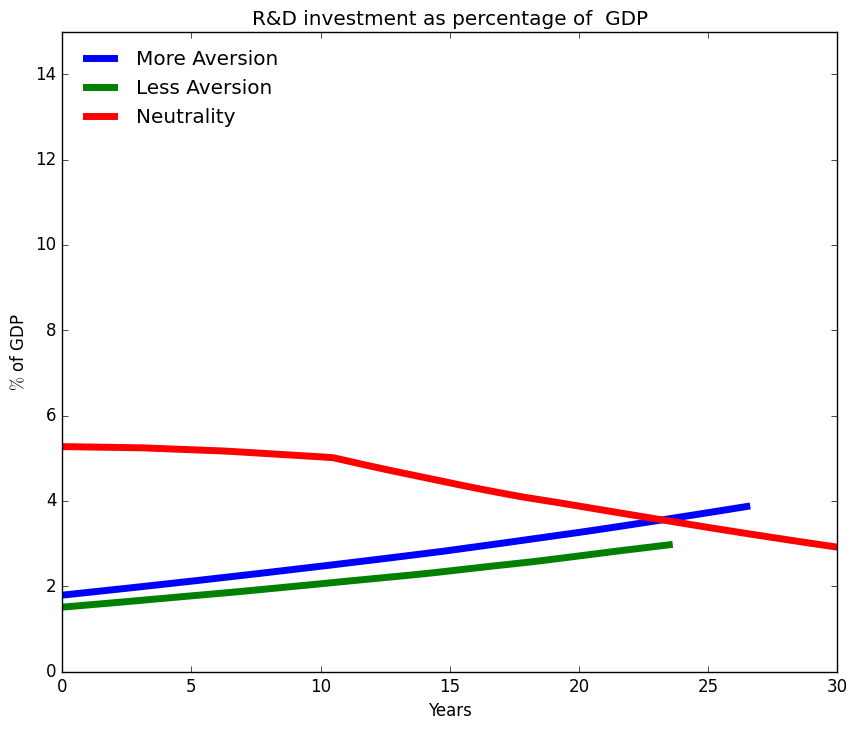 R&D investment as percentage of  GDP
More Aversion
Less Aversion
Neutrality
14
12
10
8
6
4
2
0
% of GDP
0 5 10 15 20 25 30
Years